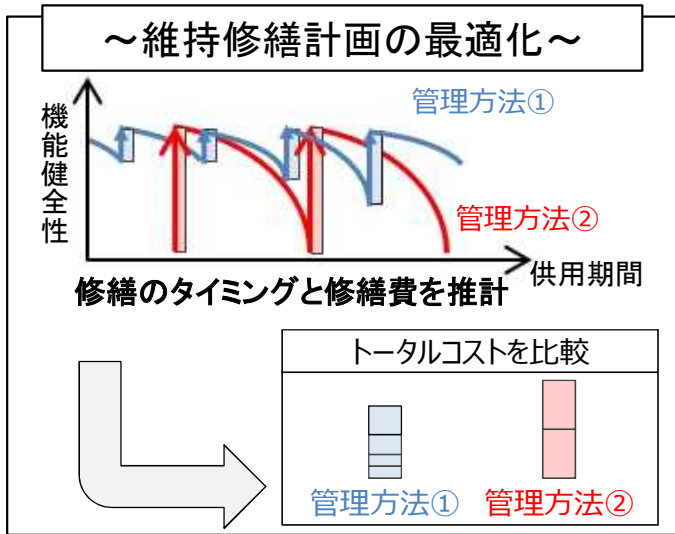 ～維持修繕計画の最適化～
機能健全性
管理方法①
管理方法②
供用期間
修繕のタイミングと修繕費を推計
トータルコストを比較
管理方法①
管理方法②